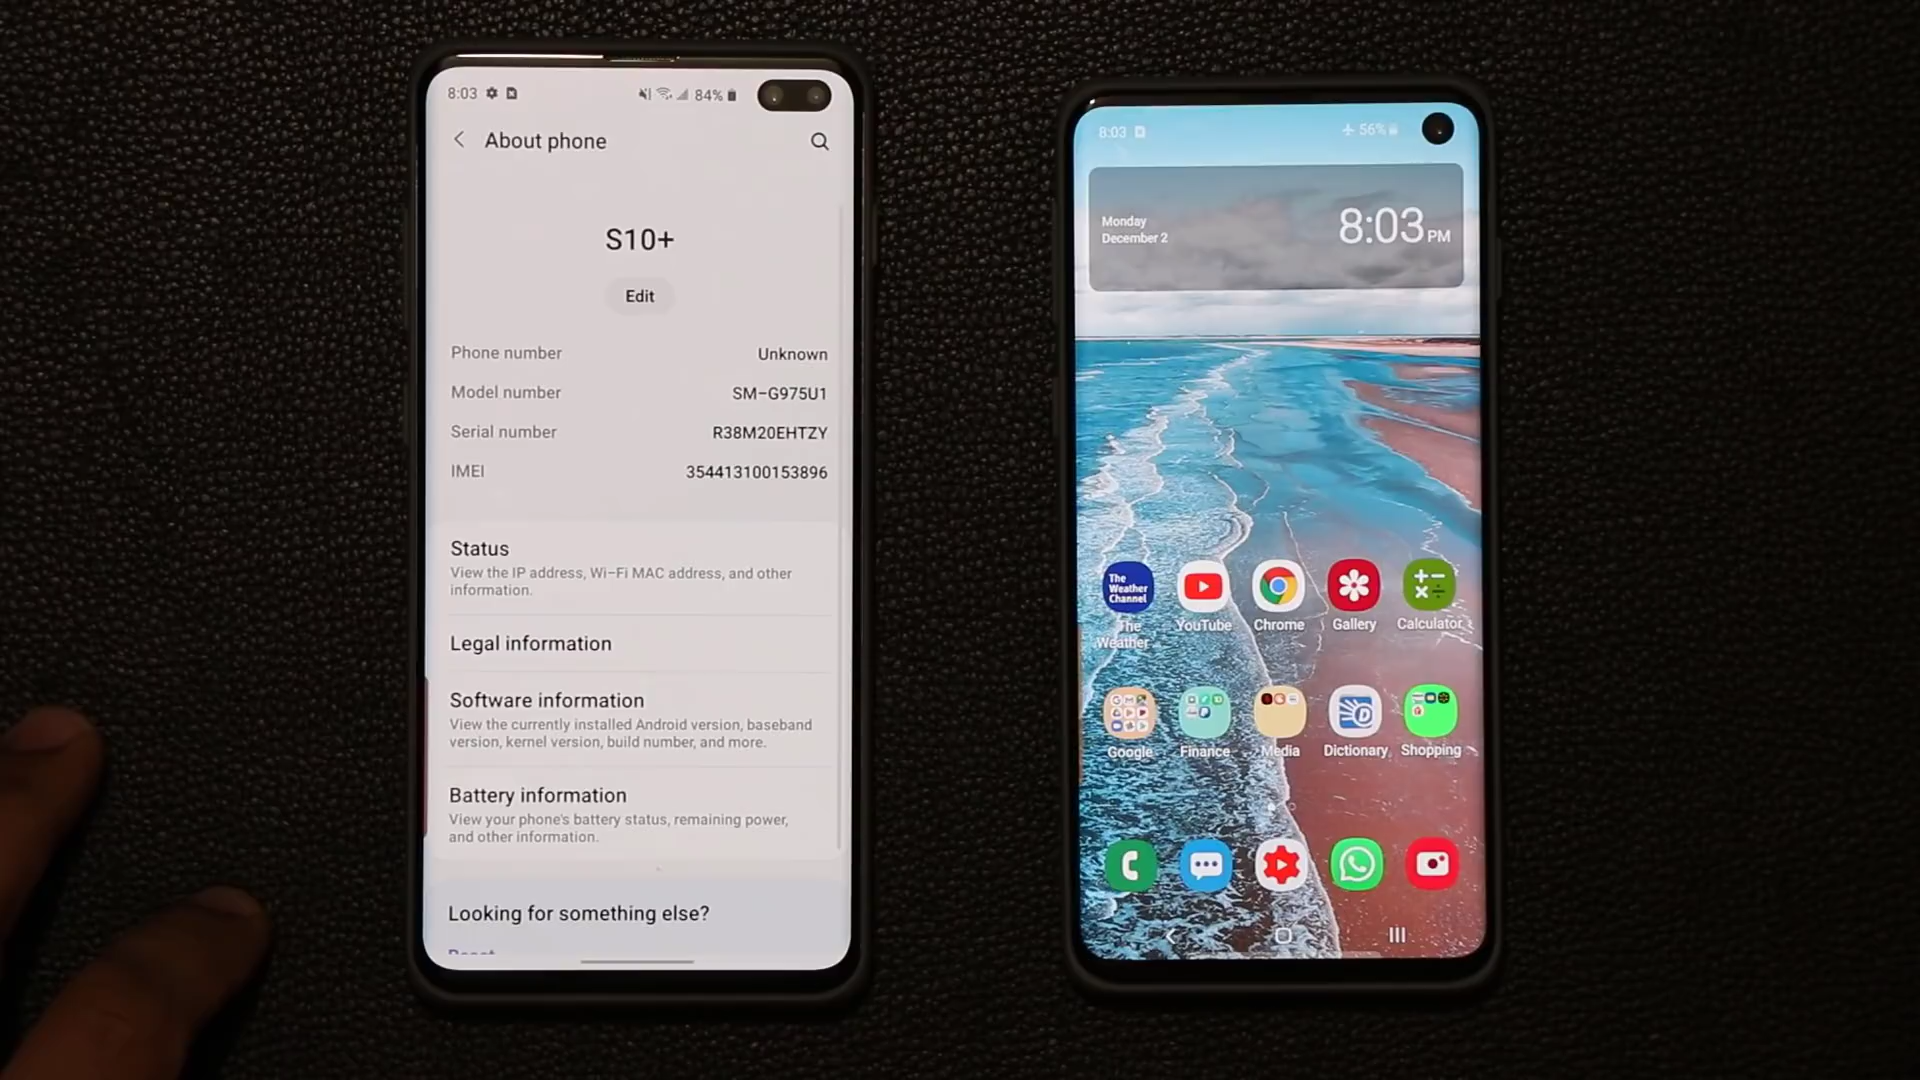 8:03
84%
About phone
S10+
Edit
Phone number Unknown
Model number SM-G975U1
Serial number R38M20EHTZY
IMEI 354413100153896
Status
View the IP address, Wi-Fi MAC address, and other
information.
Legal information
Software information
View the currently installed Android version, baseband
version, kernel version, build number, and more.
Battery information
View your phone's battery status, remaining power,
and other information.
Looking for something else?
Reset
8:03
56%
Monday
December 2
8:03 PM
The
Weather
Channel
The
Weather
YouTube
Chrome
Gallery
Calculator
Google
Finance
Media
Dictionary
Shopping